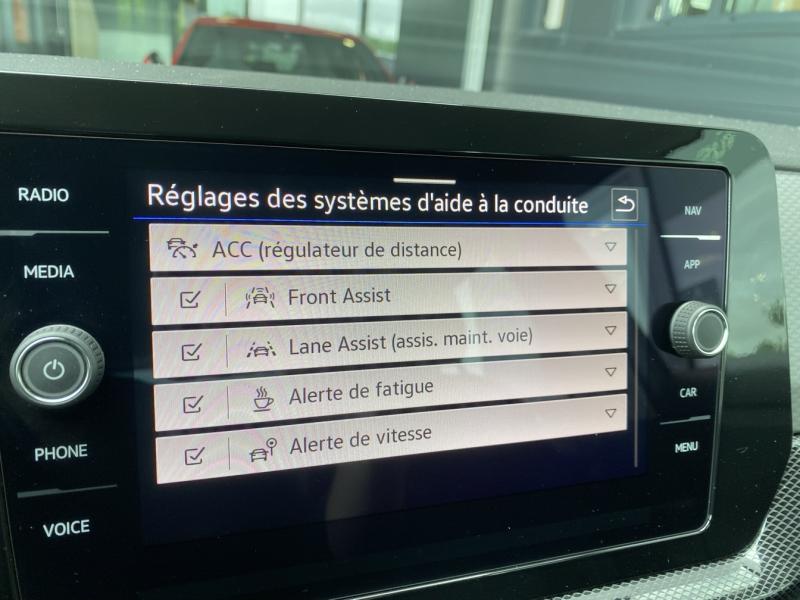 RADIO
MEDIA
PHONE
VOICE
Réglages des systèmes d'aide à la conduite
ACC (régulateur de distance)
Front Assist
Lane Assist (assis. maint. voie)
Alerte de fatigue
Alerte de vitesse
NAV
APP
CAR
MENU